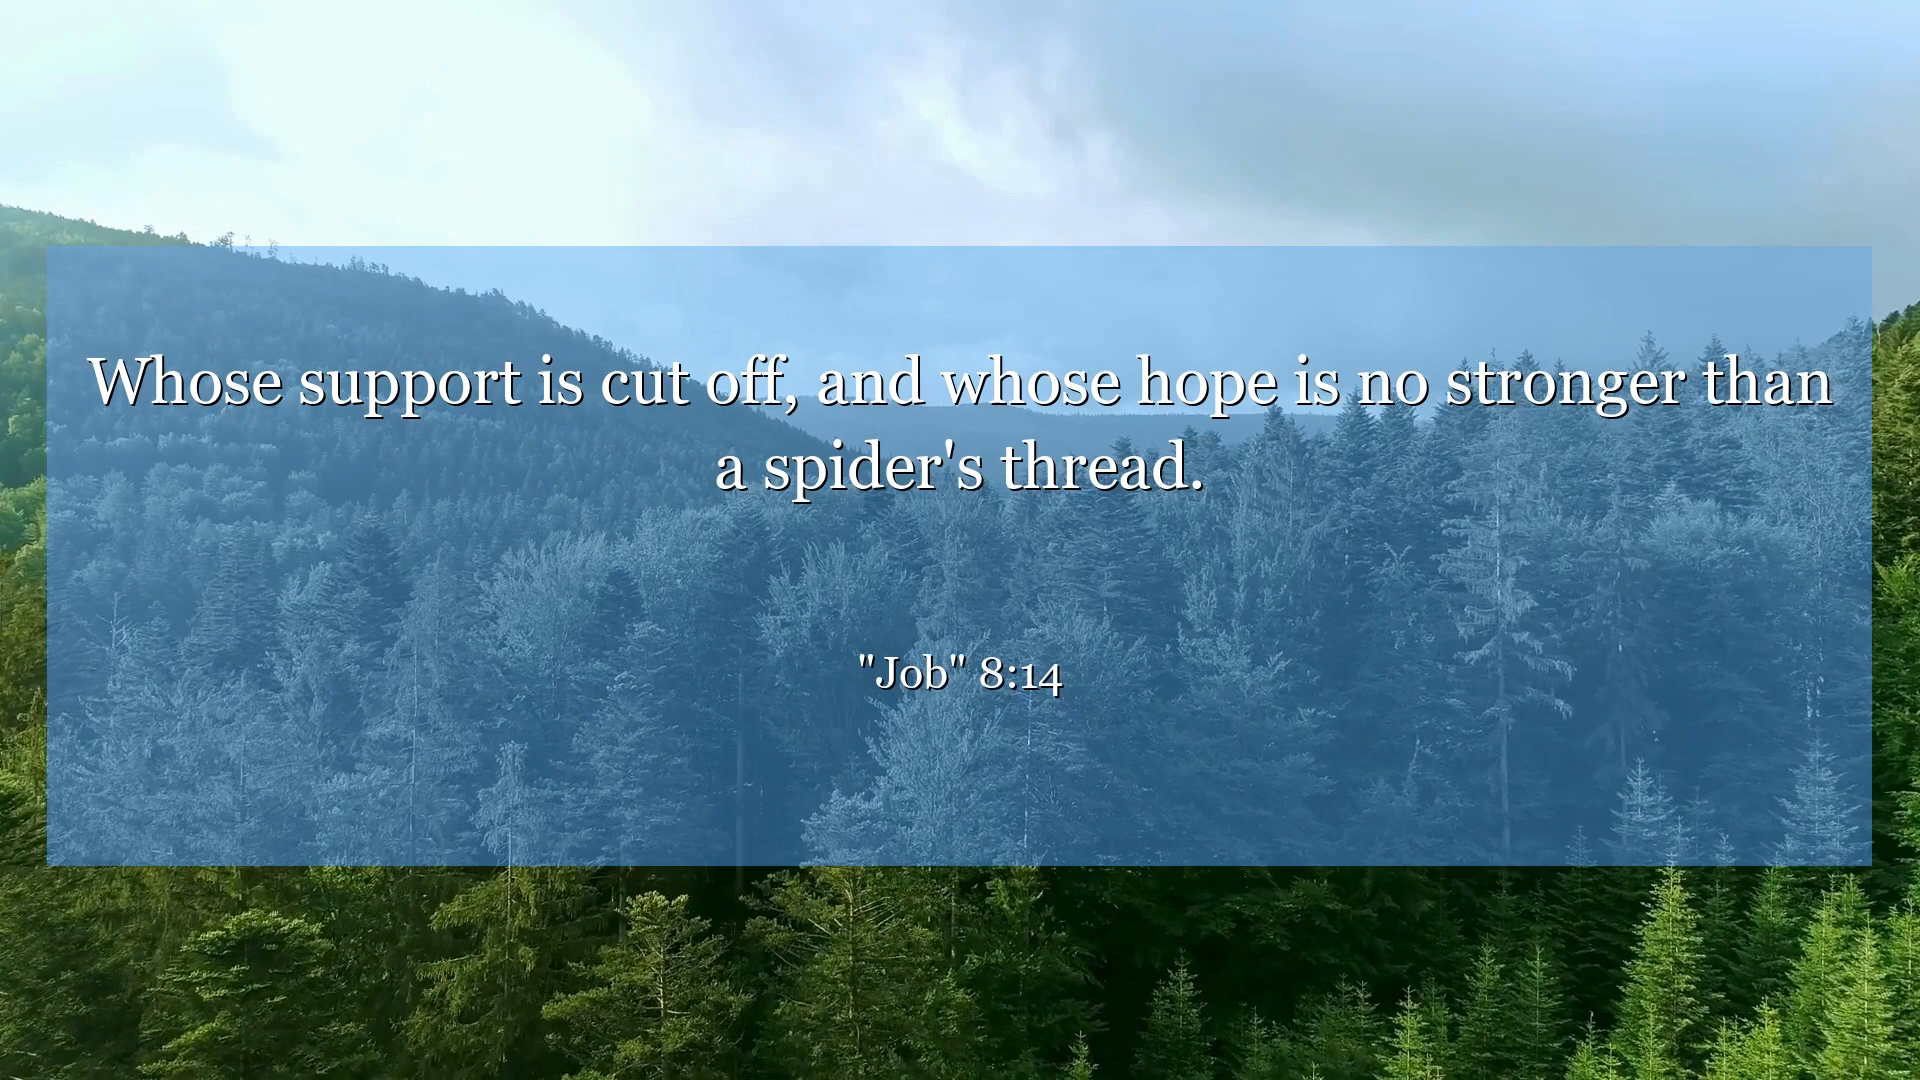 Whose support is cut off, and whose hope is no stronger than
a spider's thread.
"Job" 8:14